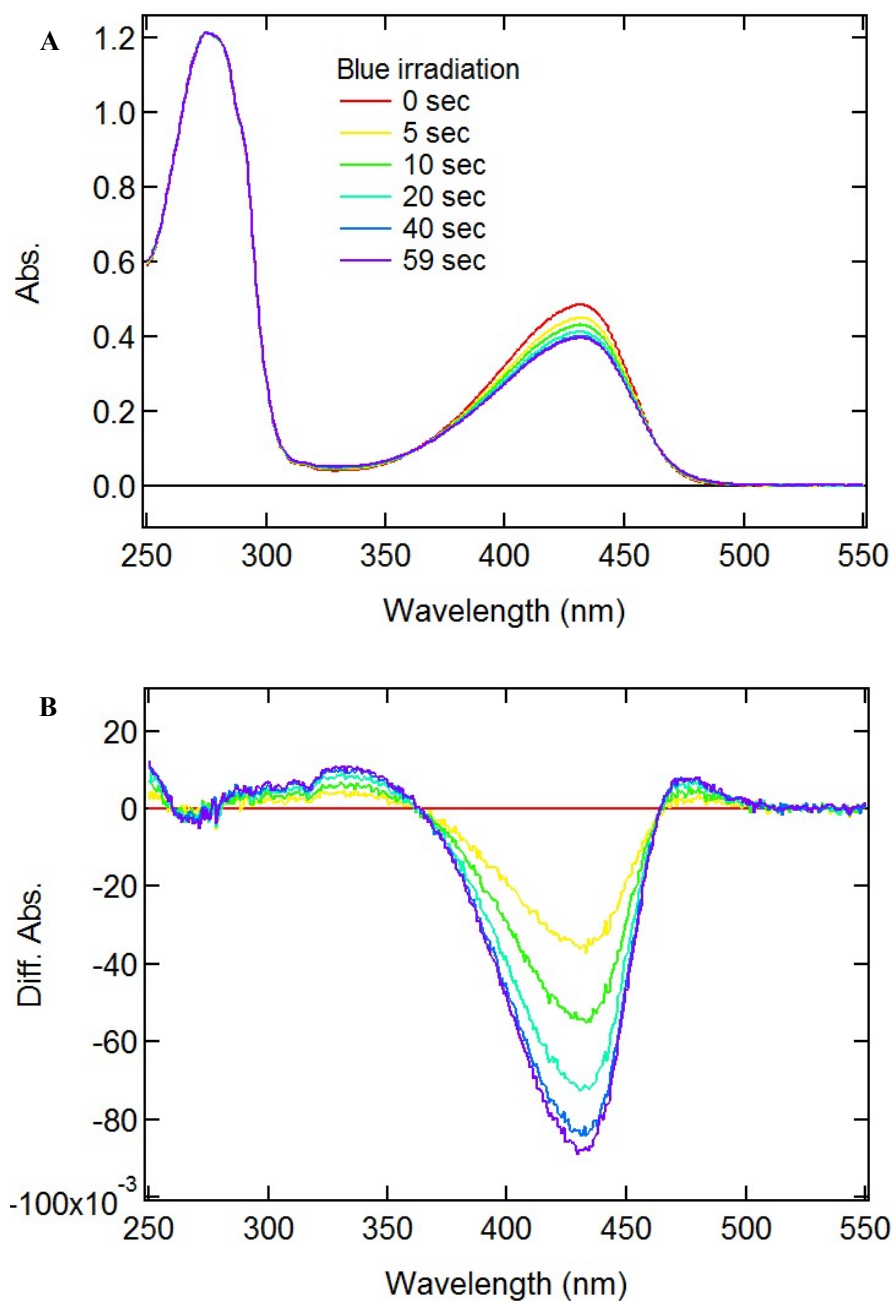 A
1.2
1.0
0.8
0.6
0.4
0.2
0.0
Abs.
Blue irradiation
0 sec
5 sec
10 sec
20 sec
40 sec
59 sec
250 300 350 400 450 500 550
Wavelength (nm)
B
20
0
-20
-40
-60
-80
-100x10-3
Diff. Abs.
250 300 350 400 450 500 550
Wavelength (nm)